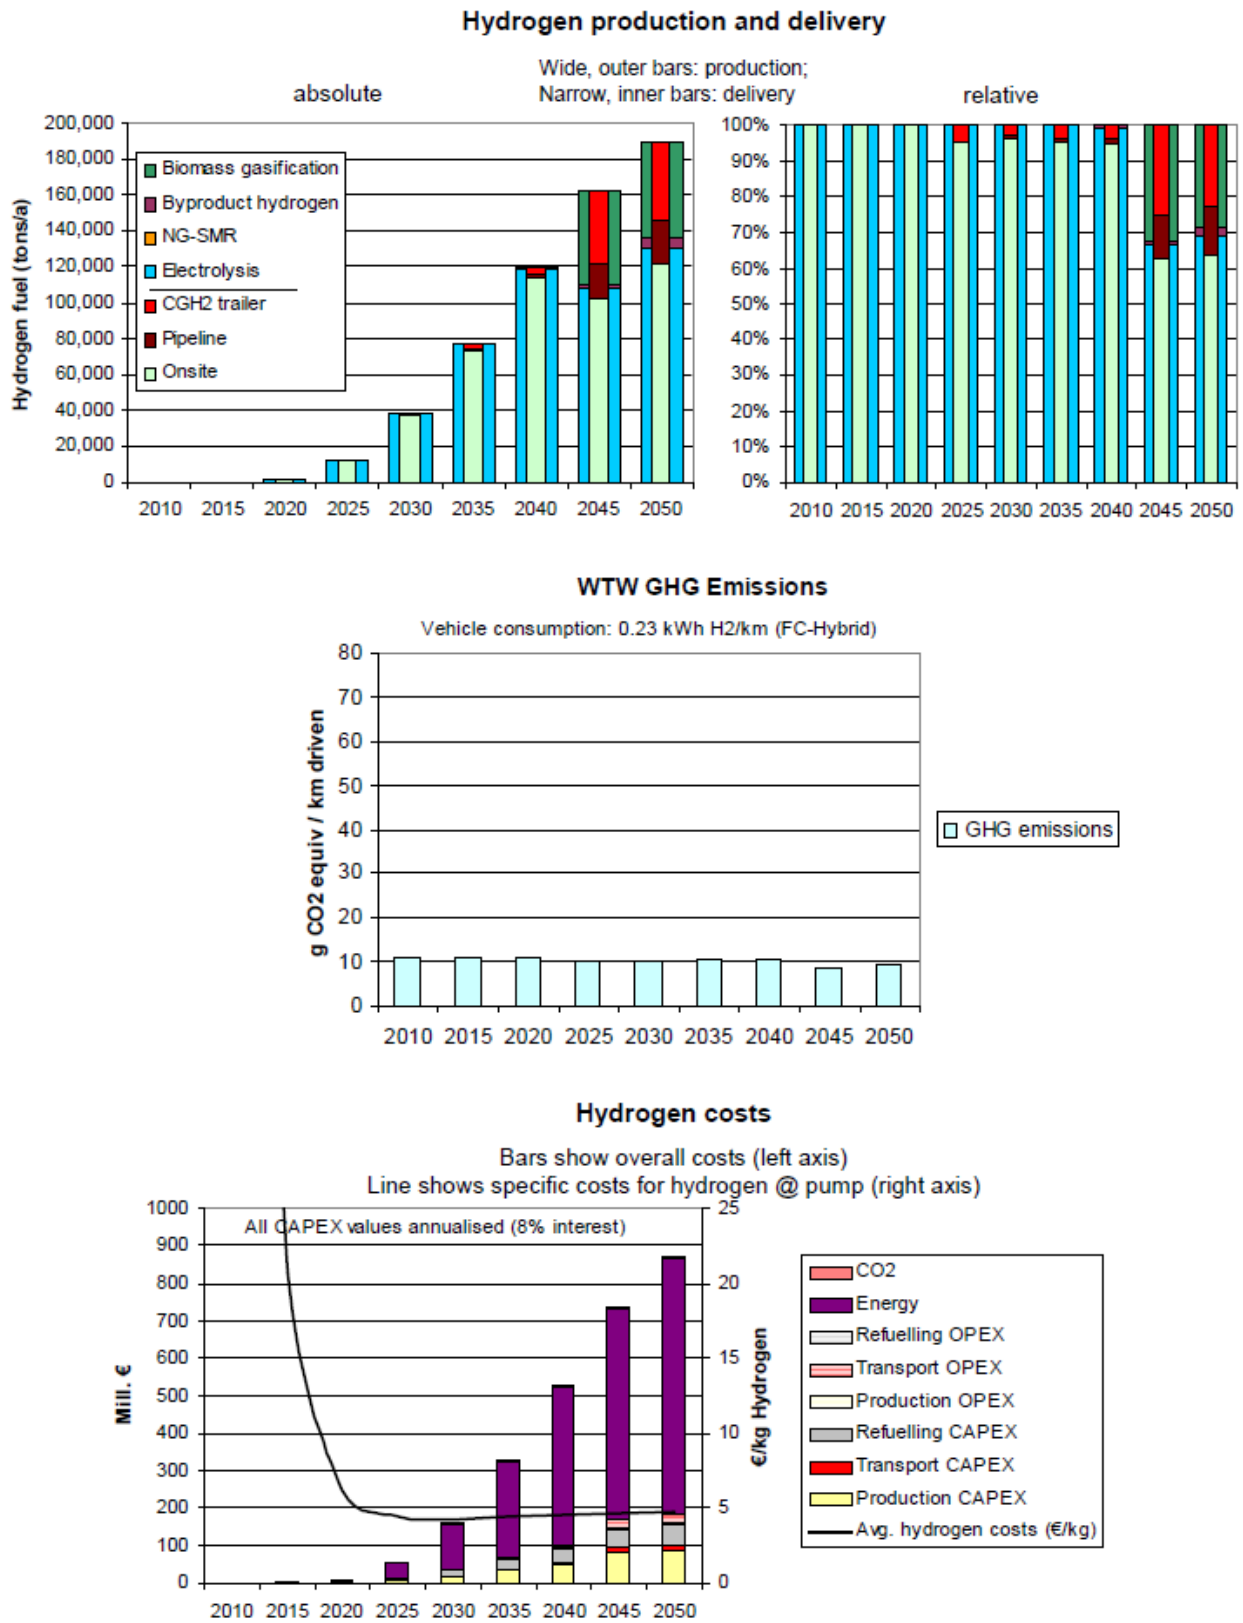 Hydrogen production and delivery
Wide, outer bars: production;
absolute
Narrow, inner bars: delivery
relative
Hydrogen fuel (tons/a)
200,000
180,000
160,000
140,000
120,000
100,000
80,000
60,000
40,000
20,000
0
Biomass gasification
Byproduct hydrogen
NG-SMR
Electrolysis
CGH2 trailer
Pipeline
Onsite
2010 2015 2020 2025 2030 2035 2040 2045 2050
100%
90%
80%
70%
60%
50%
40%
30%
20%
10%
0%
2010 2015 2020 2025 2030 2035 2040 2045 2050
WTW GHG Emissions
Vehicle consumption: 0.23 kWh H2/km (FC-Hybrid)
g CO2 equiv / km driven
80
70
60
50
40
30
20
10
0
2010 2015 2020 2025 2030 2035 2040 2045 2050
GHG emissions
Hydrogen costs
Bars show overall costs (left axis)
Line shows specific costs for hydrogen @ pump (right axis)
All CAPEX values annualised (8% interest)
Mill. €
1000
900
800
700
600
500
400
300
200
100
0
25
20
15
10
5
0
€/kg Hydrogen
2010 2015 2020 2025 2030 2035 2040 2045 2050
CO2
Energy
Refuelling OPEX
Transport OPEX
Production OPEX
Refuelling CAPEX
Transport CAPEX
Production CAPEX
Avg. hydrogen costs (€/kg)